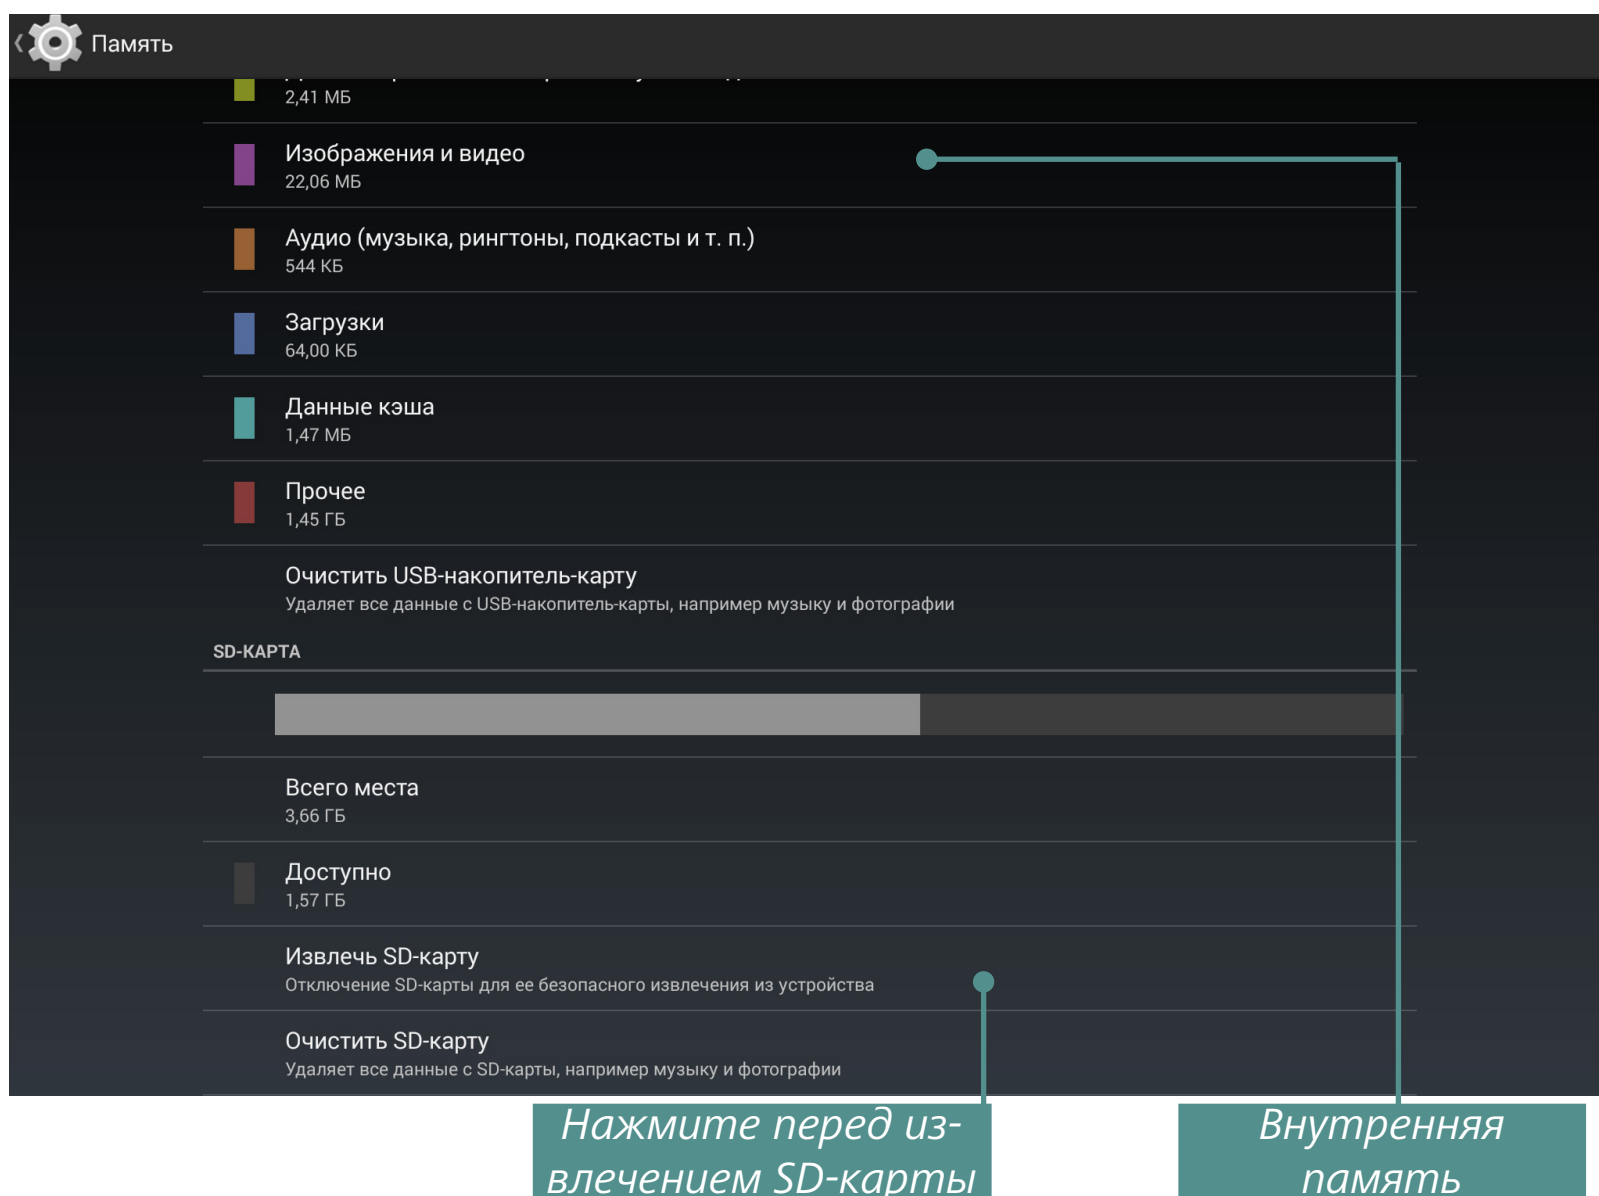 Память
2,41 МБ
Изображения и видео
22,06 МБ
Аудио (музыка, рингтоны, подкасты и т. п.)
544 КБ
Загрузки
64,00 КБ
Данные кэша
1,47 МБ
Прочее
1,45 ГБ
Очистить USB-накопитель-карту
Удаляет все данные с USB-накопитель-карты, например музыку и фотографии
SD-КАРТА
Всего места
3,66 ГБ
Доступно
1,57 ГБ
Извлечь SD-карту
Отключение SD-карты для ее безопасного извлечения из устройства
Очистить SD-карту
Удаляет все данные с SD-карты, например музыку и фотографии
Нажмите перед из-
влечением SD-карты
Внутренняя
память